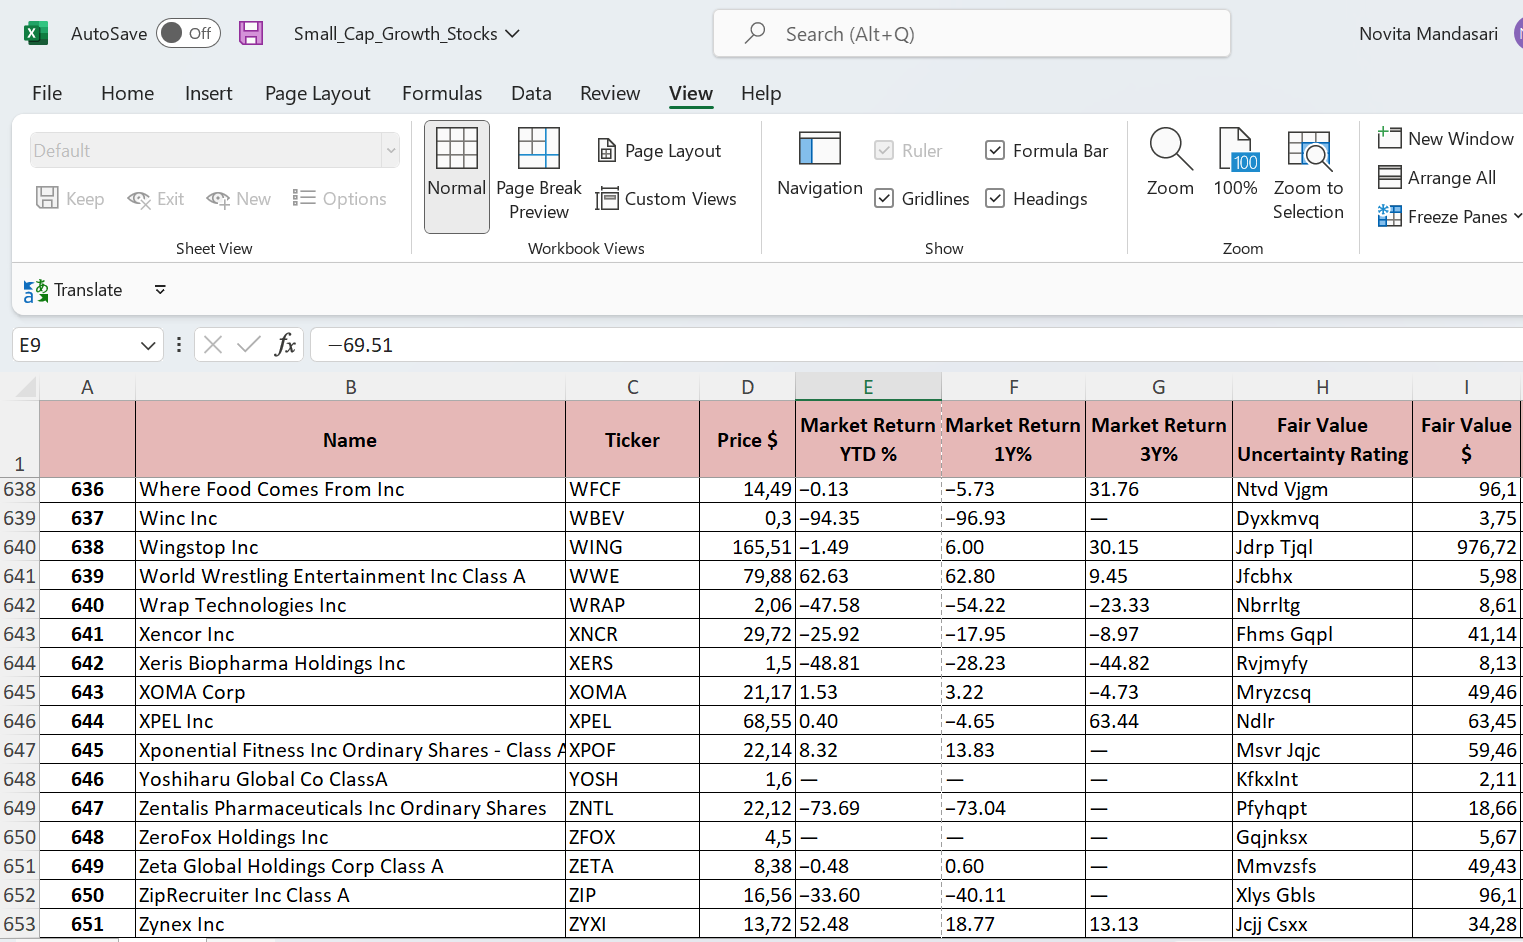 AutoSave Off Small_Cap_Growth_Stocks Search (Alt+Q) Novita Mandasari
File Home Insert Page Layout Formulas Data Review View Help
Default
Keep Exit New Options
Sheet View
Normal
Page Break
Preview
Page Layout
Custom Views
Workbook Views
Navigation
Ruler Formula Bar
Gridlines Headings
Show
Zoom
100
100%
Zoom to
Selection
Zoom
New Window
Arrange All
Freeze Panes
Translate
E9 fx −69.51
A B C D E F G H I
1 Name Ticker Price $ Market Return YTD % Market Return 1Y% Market Return 3Y% Fair Value Uncertainty Rating Fair Value $
638 636 Where Food Comes From Inc WFCF 14,49 −0.13 −5.73 31.76 Ntvd Vjgm 96,1
639 637 Winc Inc WBEV 0,3 −94.35 −96.93 — Dyxkmvq 3,75
640 638 Wingstop Inc WING 165,51 −1.49 6.00 30.15 Jdrp Tjql 976,72
641 639 World Wrestling Entertainment Inc Class A WWE 79,88 62.63 62.80 9.45 Jfcbhx 5,98
642 640 Wrap Technologies Inc WRAP 2,06 −47.58 −54.22 −23.33 Nbrrltg 8,61
643 641 Xencor Inc XNCR 29,72 −25.92 −17.95 −8.97 Fhms Gqpl 41,14
644 642 Xeris Biopharma Holdings Inc XERS 1,5 −48.81 −28.23 −44.82 Rvjmyfy 8,13
645 643 XOMA Corp XOMA 21,17 1.53 3.22 −4.73 Mryzcsq 49,46
646 644 XPEL Inc XPEL 68,55 0.40 −4.65 63.44 Ndlr 63,45
647 645 Xponential Fitness Inc Ordinary Shares - Class A XPOF 22,14 8.32 13.83 — Msvr Jqjc 59,46
648 646 Yoshiharu Global Co ClassA YOSH 1,6 — — — Kfkxlnt 2,11
649 647 Zentalis Pharmaceuticals Inc Ordinary Shares ZNTL 22,12 −73.69 −73.04 — Pfyhqpt 18,66
650 648 ZeroFox Holdings Inc ZFOX 4,5 — — — Gqjnksx 5,67
651 649 Zeta Global Holdings Corp Class A ZETA 8,38 −0.48 0.60 — Mmvzsfs 49,43
652 650 ZipRecruiter Inc Class A ZIP 16,56 −33.60 −40.11 — Xlys Gbls 96,1
653 651 Zynex Inc ZYXI 13,72 52.48 18.77 13.13 Jcjj Csxx 34,28